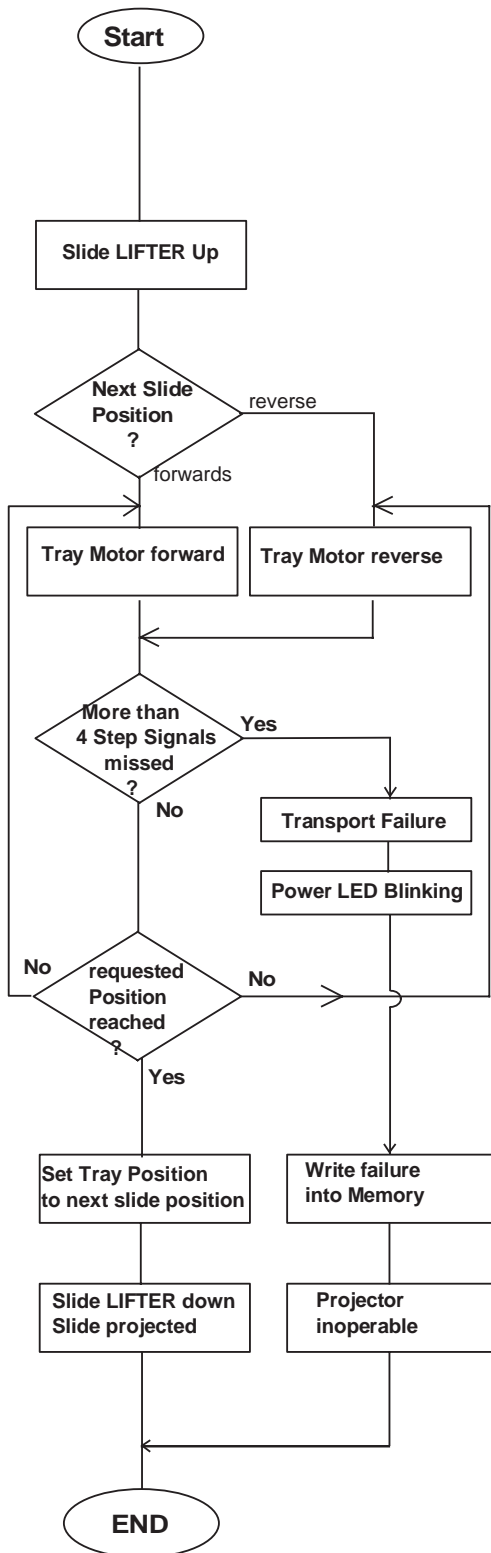 Start
Slide LIFTER Up
Next Slide
Position
?
reverse
forwards
Tray Motor forward
Tray Motor reverse
More than
4 Step Signals
missed
?
Yes
No
Transport Failure
Power LED Blinking
No
requested
Position
reached
?
No
Yes
Set Tray Position
to next slide position
Write failure
into Memory
Slide LIFTER down
Slide projected
Projector
inoperable
END